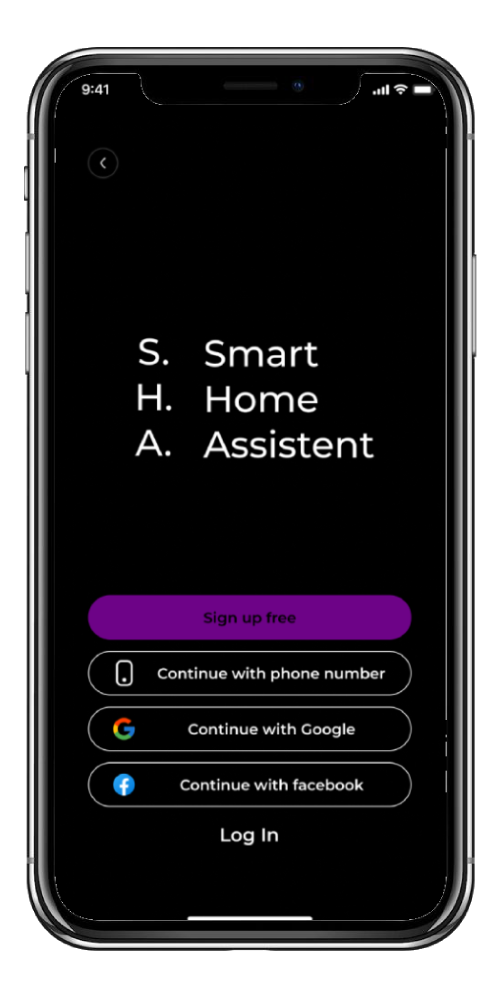 9:41
S. Smart
H. Home
A. Assistent
Sign up free
Continue with phone number
Continue with Google
Continue with facebook
Log In